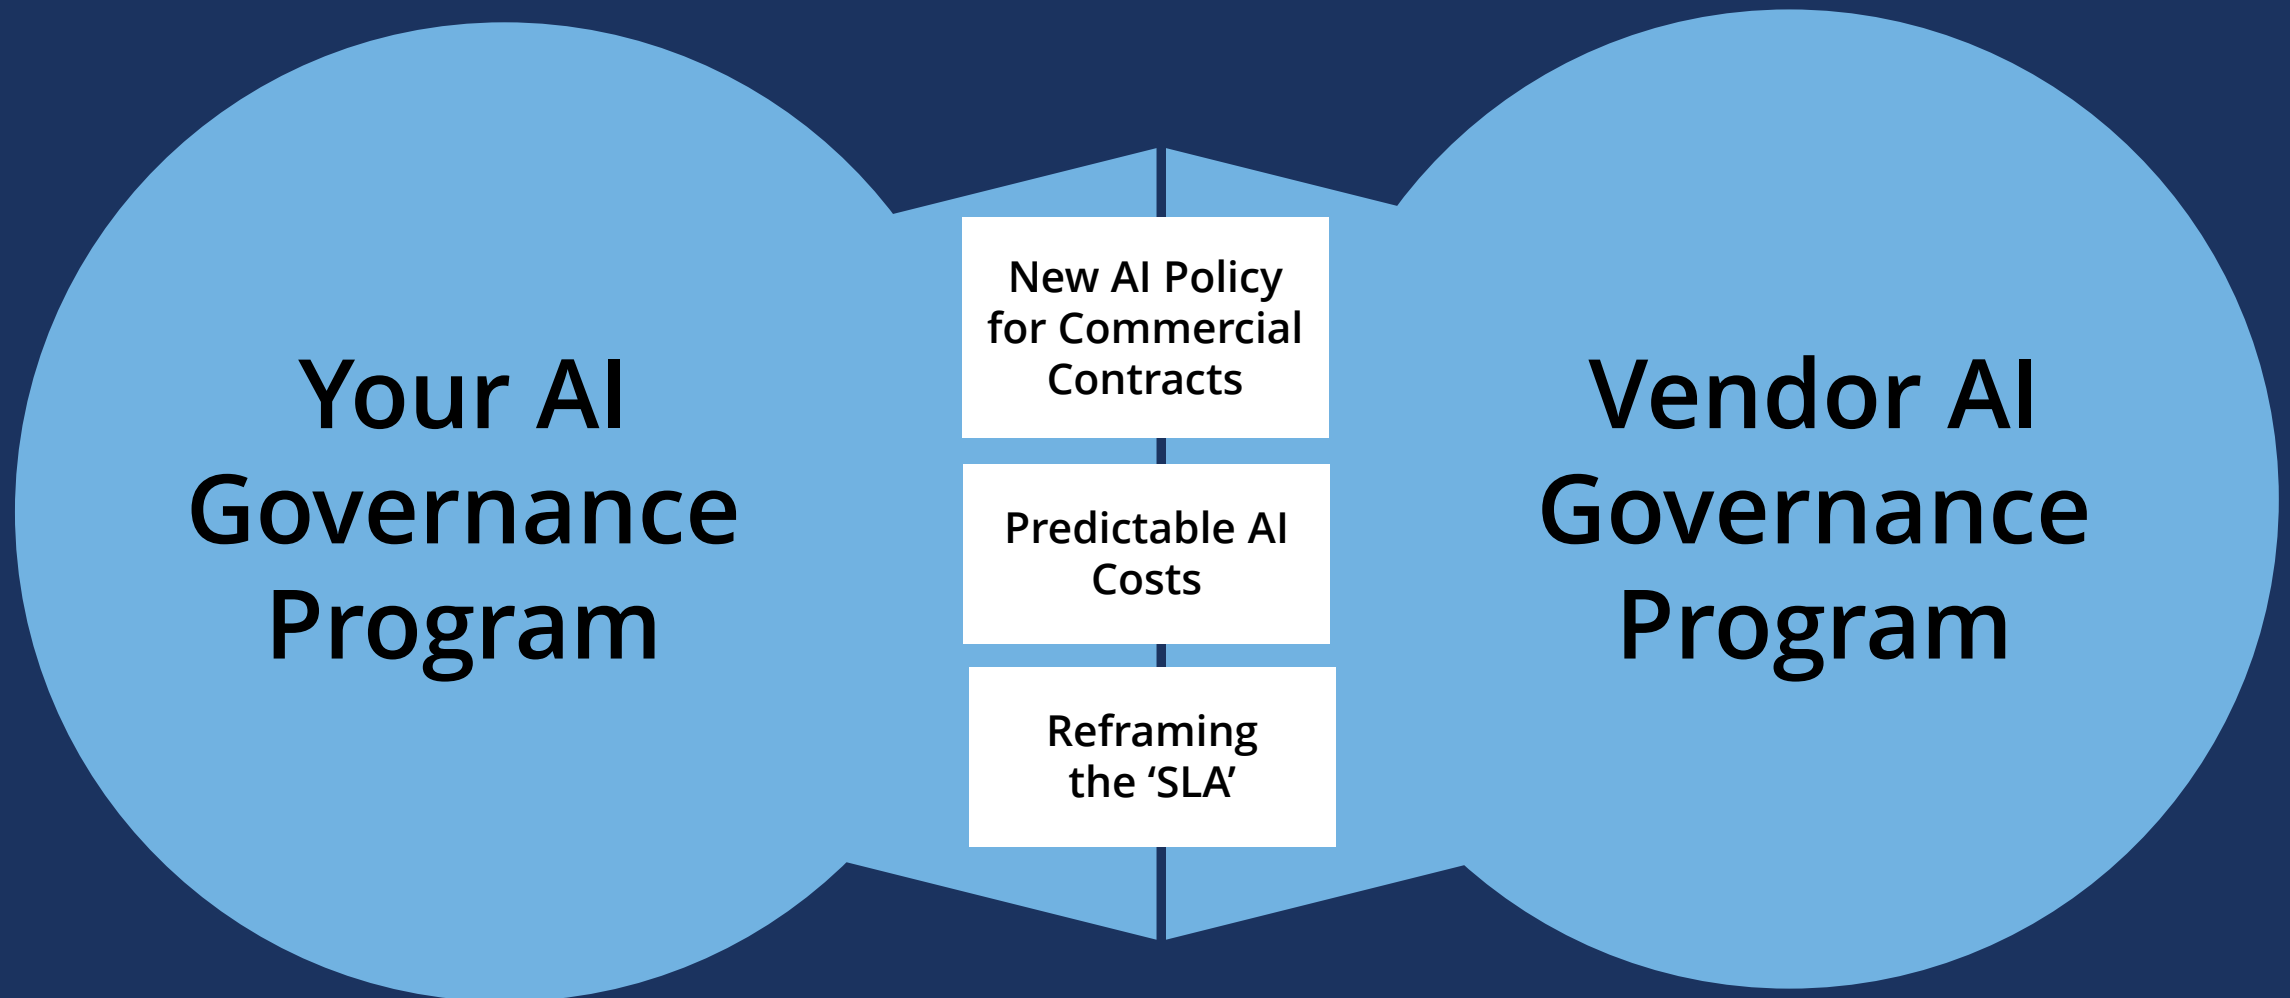 Your AI
Governance
Program
New AI Policy
for Commercial
Contracts
Predictable AI
Costs
Reframing
the ‘SLA’
Vendor AI
Governance
Program